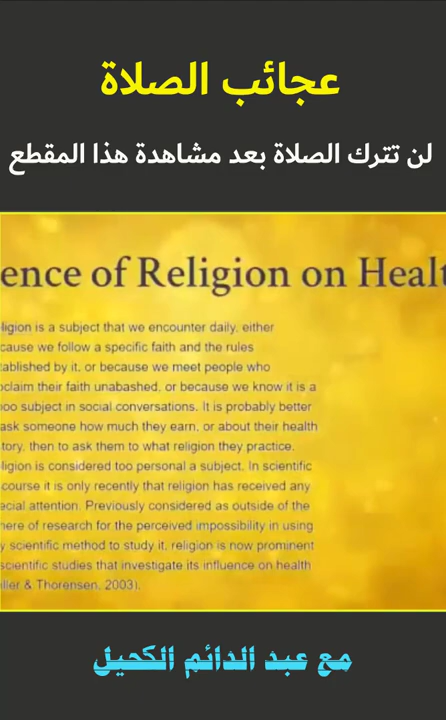 عجائب الصلاة
لن تترك الصلاة بعد مشاهدة هذا المقطع
ence of Religion on Healt
ligion is a subject that we encounter daily, either
cause we follow a specific faith and the rules
ablished by it, or because we meet people who
oclaim their faith unabashed, or because we know it is a
boo subject in social conversations. It is probably better
ask someone how much they earn, or about their health
tory, then to ask them to what religion they practice.
ligion is considered too personal a subject. In scientific
course it is only recently that religion has received any
ecial attention. Previously considered as outside of the
here of research for the perceived impossibility in using
y scientific method to study it, religion is now prominent
scientific studies that investigate its influence on health
iller & Thorensen, 2003).
مع عبد الدائم الكحيل